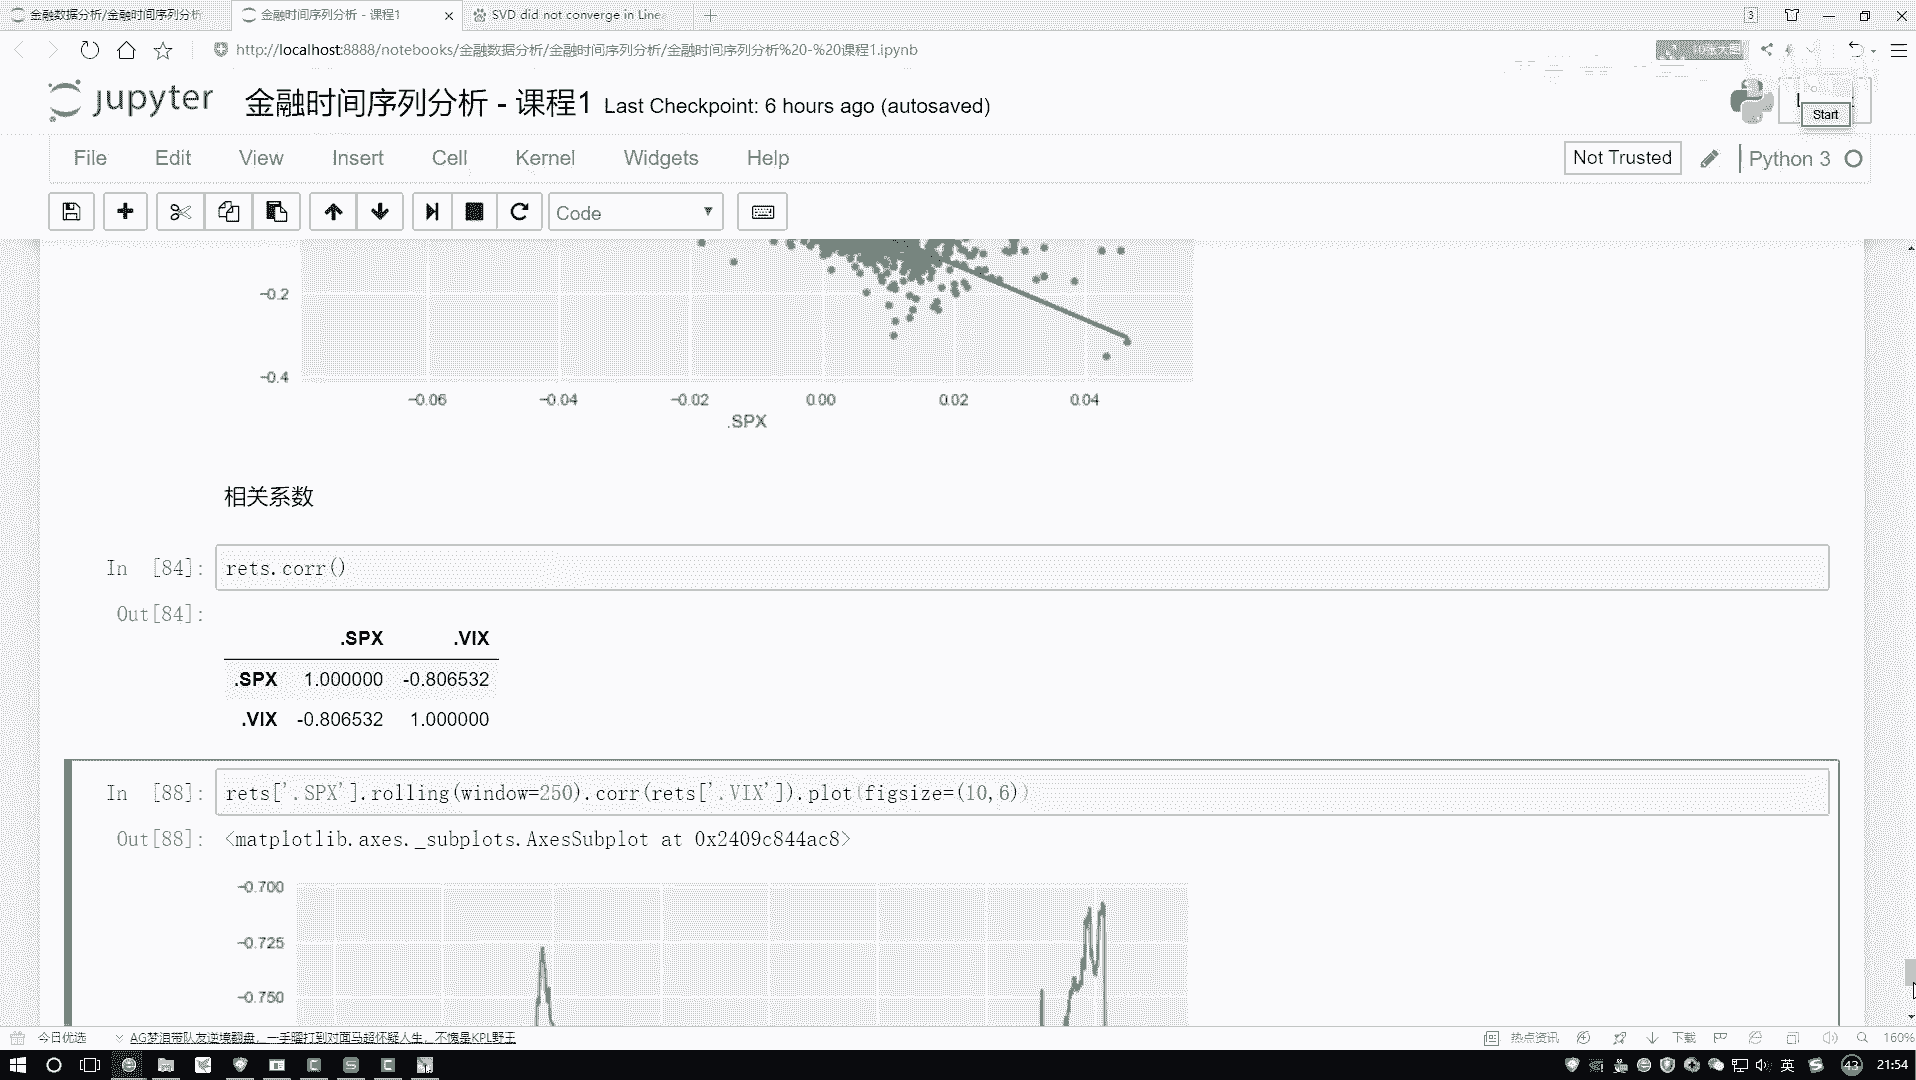 金融数据分析/金融时间序列分析
金融时间序列分析 - 课程1
SVD did not converge in Linea
3
http://localhost:8888/notebooks/金融数据分析/金融时间序列分析/金融时间序列分析%20-%20课程1.ipynb
jupyter 金融时间序列分析 - 课程1 Last Checkpoint: 6 hours ago (autosaved)
Start
File Edit View Insert Cell Kernel Widgets Help
Not Trusted
Python 3
Code
−0.2
−0.4
−0.06 −0.04 −0.02 0.00 0.02 0.04
.SPX
相关系数
In [84]: rets.corr()
Out[84]:
.SPX .VIX
.SPX 1.000000 -0.806532
.VIX -0.806532 1.000000
In [88]: rets['.SPX'].rolling(window=250).corr(rets['.VIX']).plot(figsize=(10,6))
Out[88]: <matplotlib.axes._subplots.AxesSubplot at 0x2409c844ac8>
−0.700
−0.725
−0.750
今日优选
AG梦泪带队友逆境翻盘，一手曜打到对面马超怀疑人生，不愧是KPL野王
热点资讯
下载
160%
英
43
21:54